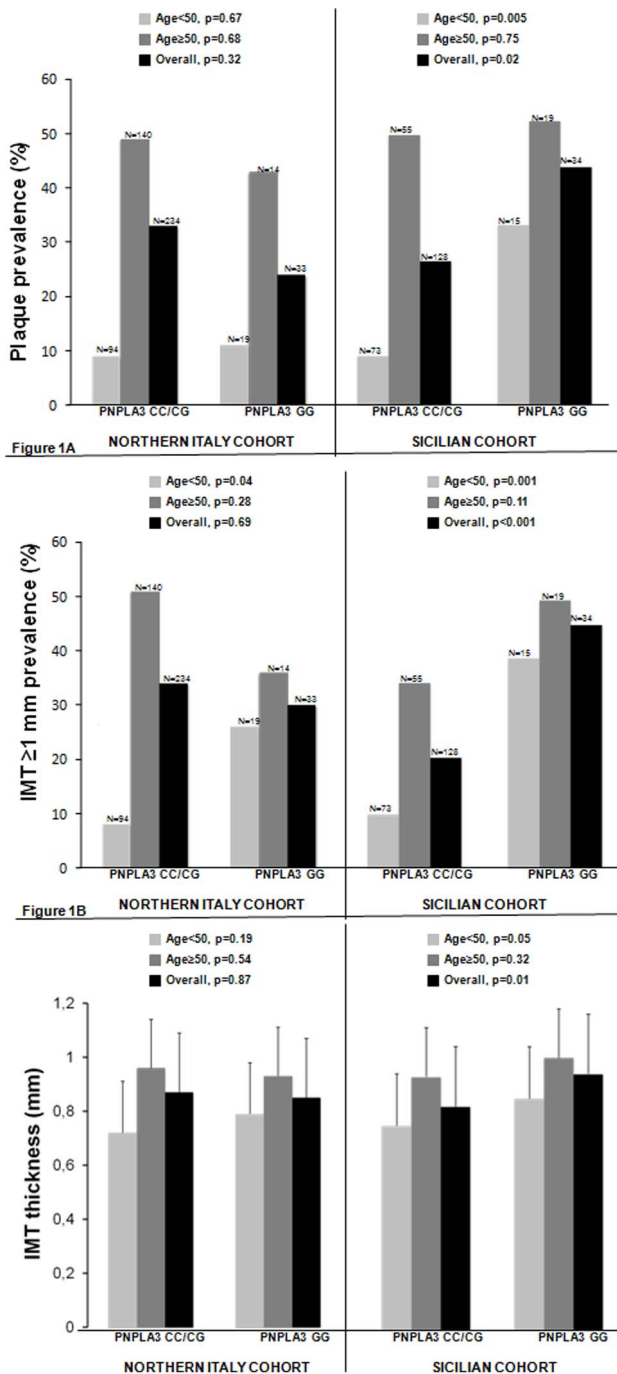 Age<50, p=0.67
Age≥50, p=0.68
Overall, p=0.32
Age<50, p=0.005
Age≥50, p=0.75
Overall, p=0.02
Plaque prevalence (%)
60
50
40
30
20
10
0
N=94
N=140
N=234
N=19
N=14
N=33
N=73
N=55
N=128
N=15
N=19
N=34
PNPLA3 CC/CG
PNPLA3 GG
PNPLA3 CC/CG
PNPLA3 GG
NORTHERN ITALY COHORT
SICILIAN COHORT
Figure 1A
Age<50, p=0.04
Age≥50, p=0.28
Overall, p=0.69
Age<50, p=0.001
Age≥50, p=0.11
Overall, p<0.001
IMT ≥1 mm prevalence (%)
60
50
40
30
20
10
0
N=94
N=140
N=234
N=19
N=14
N=33
N=73
N=55
N=128
N=15
N=19
N=34
PNPLA3 CC/CG
PNPLA3 GG
PNPLA3 CC/CG
PNPLA3 GG
NORTHERN ITALY COHORT
SICILIAN COHORT
Figure 1B
Age<50, p=0.19
Age≥50, p=0.54
Overall, p=0.87
Age<50, p=0.05
Age≥50, p=0.32
Overall, p=0.01
IMT thickness (mm)
1,2
1
0,8
0,6
0,4
0,2
0
PNPLA3 CC/CG
PNPLA3 GG
PNPLA3 CC/CG
PNPLA3 GG
NORTHERN ITALY COHORT
SICILIAN COHORT